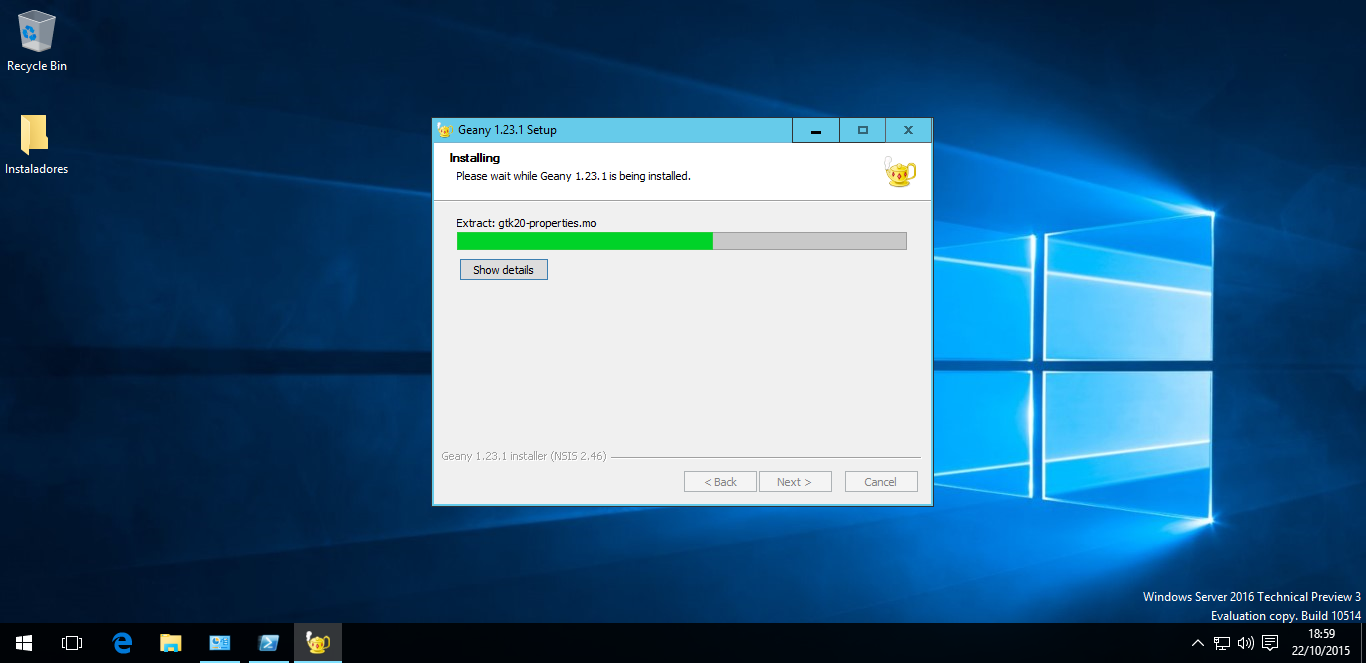 Recycle Bin
Instaladores
Geany 1.23.1 Setup
Installing
Please wait while Geany 1.23.1 is being installed.
Extract: gtk20-properties.mo
Show details
Geany 1.23.1 installer (NSIS 2.46)
< Back
Next >
Cancel
Windows Server 2016 Technical Preview 3
Evaluation copy. Build 10514
18:59
22/10/2015